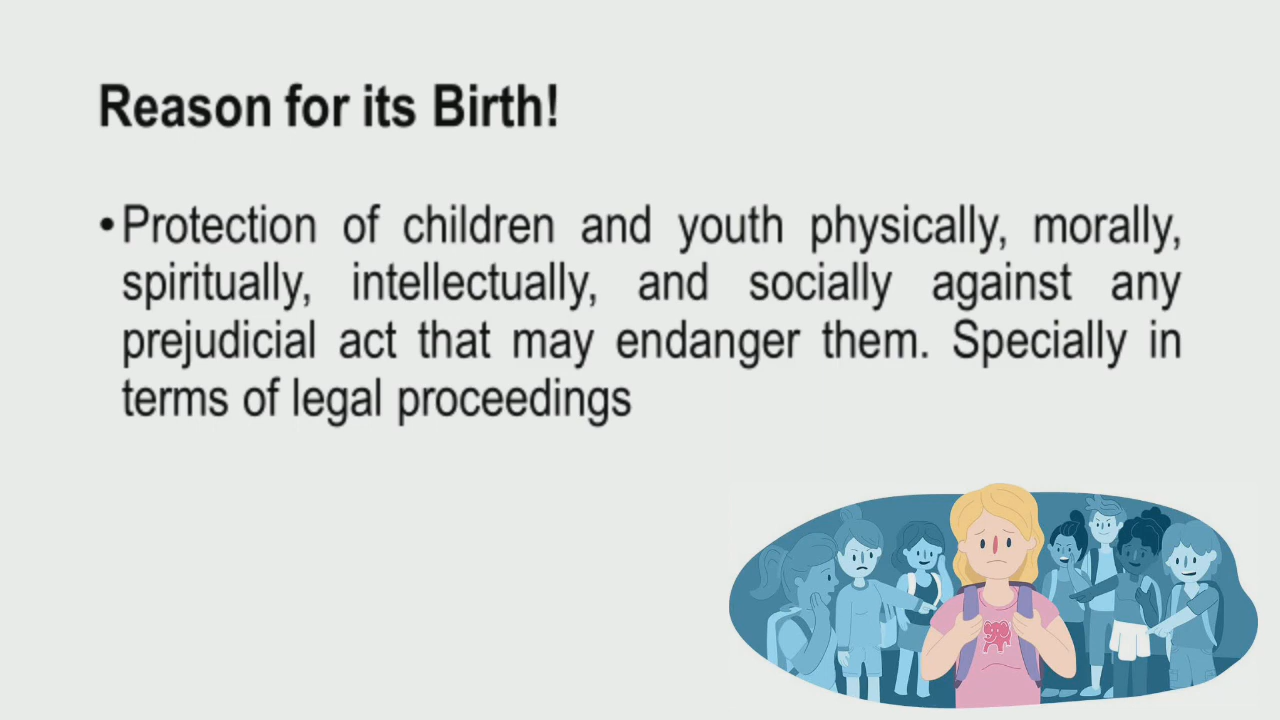 Reason for its Birth!
•Protection of children and youth physically, morally,
spiritually, intellectually, and socially against any
prejudicial act that may endanger them. Specially in
terms of legal proceedings